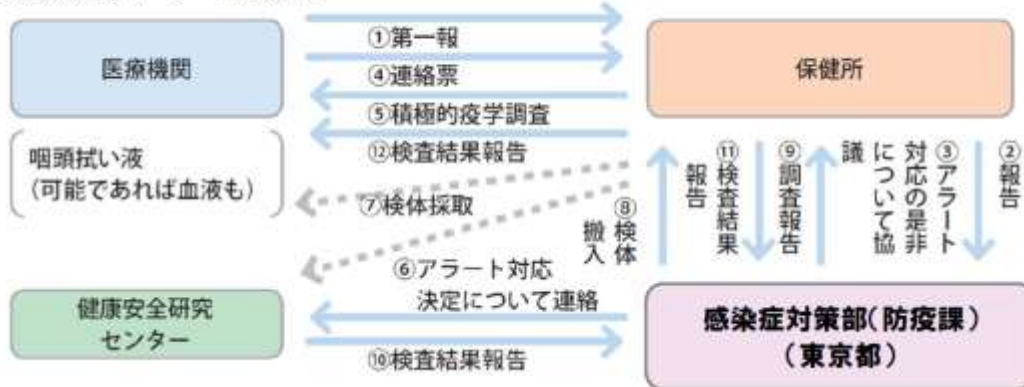 医療機関
①第一報
④連絡票
⑤積極的疫学調査
⑫検査結果報告
保健所
咽頭拭い液
(可能であれば血液も)
⑦検体採取
⑧検体
搬入
⑪検査結果
報告
⑨調査報告
③アラート
対応の是非
について協
議
②報告
⑥アラート対応
決定について連絡
健康安全研究
センター
⑩検査結果報告
感染症対策部(防疫課)
(東京都)